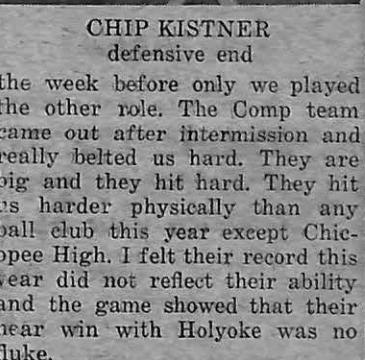 CHIP KISTNER
defensive end
the week before only we played
the other role. The Comp team
came out after intermission and
really belted us hard. They are
big and they hit hard. They hit
us harder physically than any
ball club this year except Chic-
opee High. I felt their record this
year did not reflect their ability
and the game showed that their
near win with Holyoke was no
fluke.